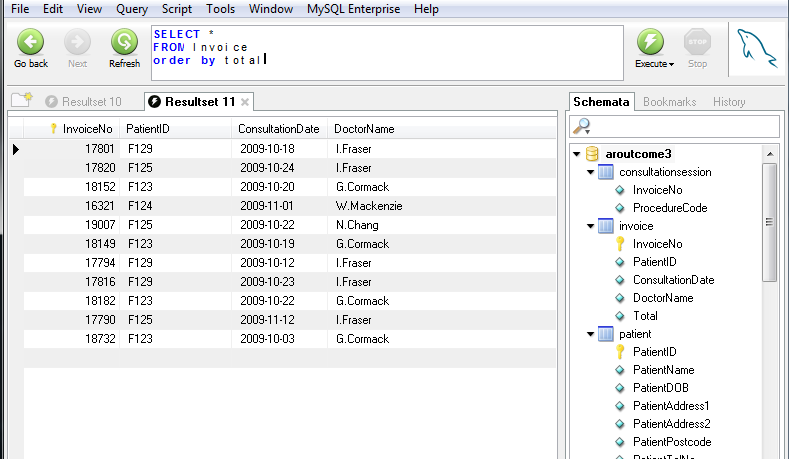 File Edit View Query Script Tools Window MySQL Enterprise Help
SELECT *
FROM Invoice
order by total
Go back Next Refresh Execute Stop
Resultset 10 Resultset 11
InvoiceNo PatientID ConsultationDate DoctorName
17801 F129 2009-10-18 I.Fraser
17820 F125 2009-10-24 I.Fraser
18152 F123 2009-10-20 G.Cormack
16321 F124 2009-11-01 W.Mackenzie
19007 F125 2009-10-22 N.Chang
18149 F123 2009-10-19 G.Cormack
17794 F129 2009-10-12 I.Fraser
17816 F129 2009-10-23 I.Fraser
18182 F123 2009-10-22 G.Cormack
17790 F125 2009-11-12 I.Fraser
18732 F123 2009-10-03 G.Cormack
Schemata Bookmarks History
aroutcome3
consultationsession
InvoiceNo
ProcedureCode
invoice
InvoiceNo
PatientID
ConsultationDate
DoctorName
Total
patient
PatientID
PatientName
PatientDOB
PatientAddress1
PatientAddress2
PatientPostcode